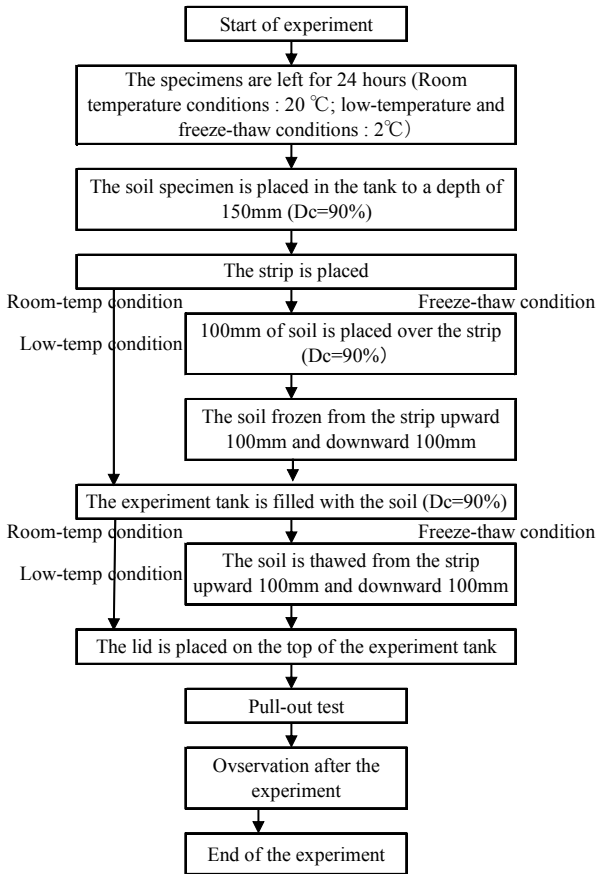 Start of experiment
The specimens are left for 24 hours (Room
temperature conditions : 20 ℃; low-temperature and
freeze-thaw conditions : 2℃）
The soil specimen is placed in the tank to a depth of
150mm (Dc=90%)
The strip is placed
Room-temp condition
Freeze-thaw condition
Low-temp condition
100mm of soil is placed over the strip
(Dc=90%）
The soil frozen from the strip upward
100mm and downward 100mm
The experiment tank is filled with the soil (Dc=90%)
Room-temp condition
Freeze-thaw condition
Low-temp condition
The soil is thawed from the strip
upward 100mm and downward 100mm
The lid is placed on the top of the experiment tank
Pull-out test
Ovservation after the
experiment
End of the experiment